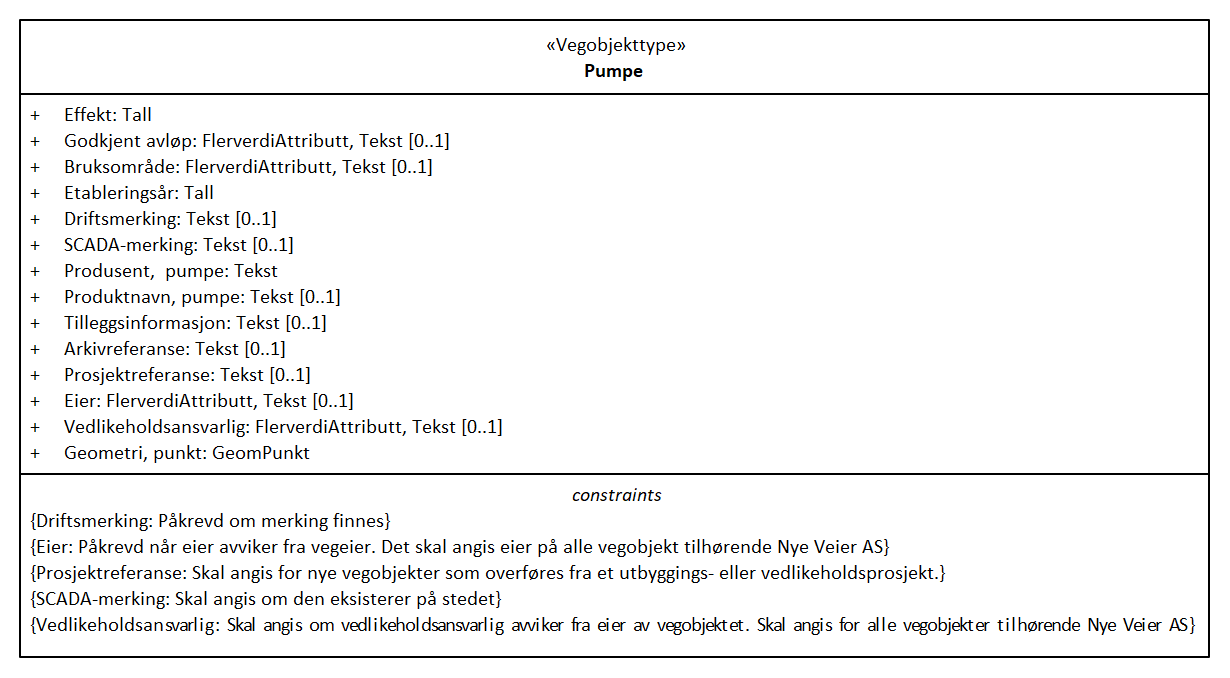 «Vegobjekttype»
Pumpe
+ Effekt: Tall
+ Godkjent avløp: FlerverdiAttributt, Tekst [0..1]
+ Bruksområde: FlerverdiAttributt, Tekst [0..1]
+ Etableringsår: Tall
+ Driftsmerking: Tekst [0..1]
+ SCADA-merking: Tekst [0..1]
+ Produsent, pumpe: Tekst
+ Produktnavn, pumpe: Tekst [0..1]
+ Tilleggsinformasjon: Tekst [0..1]
+ Arkivreferanse: Tekst [0..1]
+ Prosjektreferanse: Tekst [0..1]
+ Eier: FlerverdiAttributt, Tekst [0..1]
+ Vedlikeholdsansvarlig: FlerverdiAttributt, Tekst [0..1]
+ Geometri, punkt: GeomPunkt
constraints
{Driftsmerking: Påkrevd om merking finnes}
{Eier: Påkrevd når eier avviker fra vegeier. Det skal angis eier på alle vegobjekt tilhørende Nye Veier AS}
{Prosjektreferanse: Skal angis for nye vegobjekter som overføres fra et utbyggings- eller vedlikeholdsprosjekt.}
{SCADA-merking: Skal angis om den eksisterer på stedet}
{Vedlikeholdsansvarlig: Skal angis om vedlikeholdsansvarlig avviker fra eier av vegobjektet. Skal angis for alle vegobjekter tilhørende Nye Veier AS}